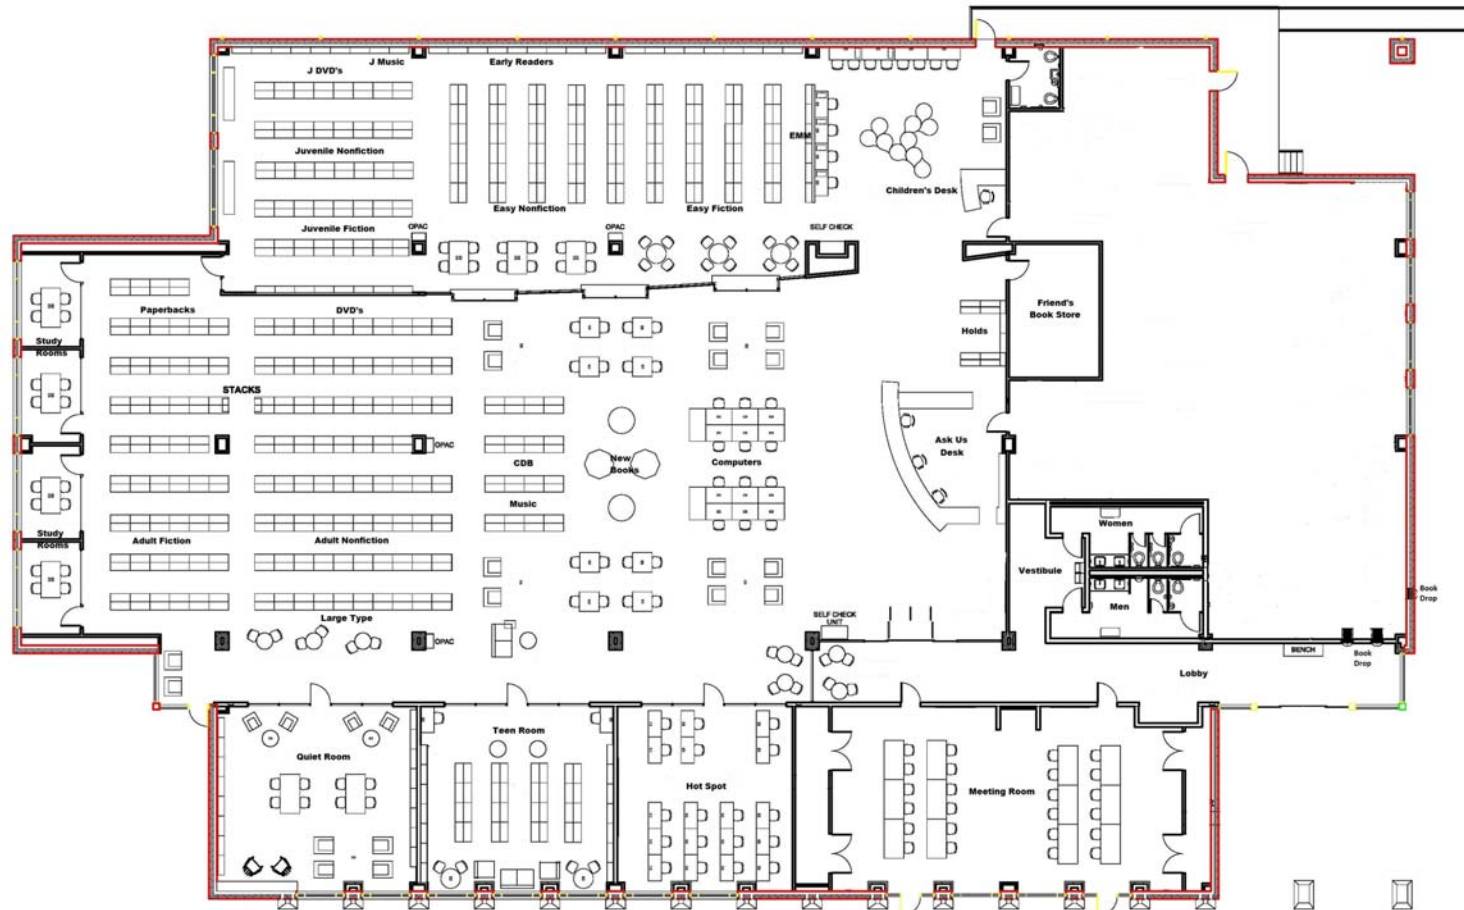 J DVD's
J Music
Early Readers
Juvenile Nonfiction
EMM
Children's Desk
Easy Nonfiction
Easy Fiction
Juvenile Fiction
OPAC
OPAC
SELF CHECK
Paperbacks
DVD's
Holds
Friend's
Book Store
Study
Rooms
STACKS
OPAC
CDB
New
Books
Computers
Ask Us
Desk
Music
Study
Rooms
Adult Fiction
Adult Nonfiction
Women
Vestibule
Men
Book
Drop
Large Type
OPAC
SELF CHECK
UNIT
BENCH
Book
Drop
Lobby
Quiet Room
Teen Room
Hot Spot
Meeting Room